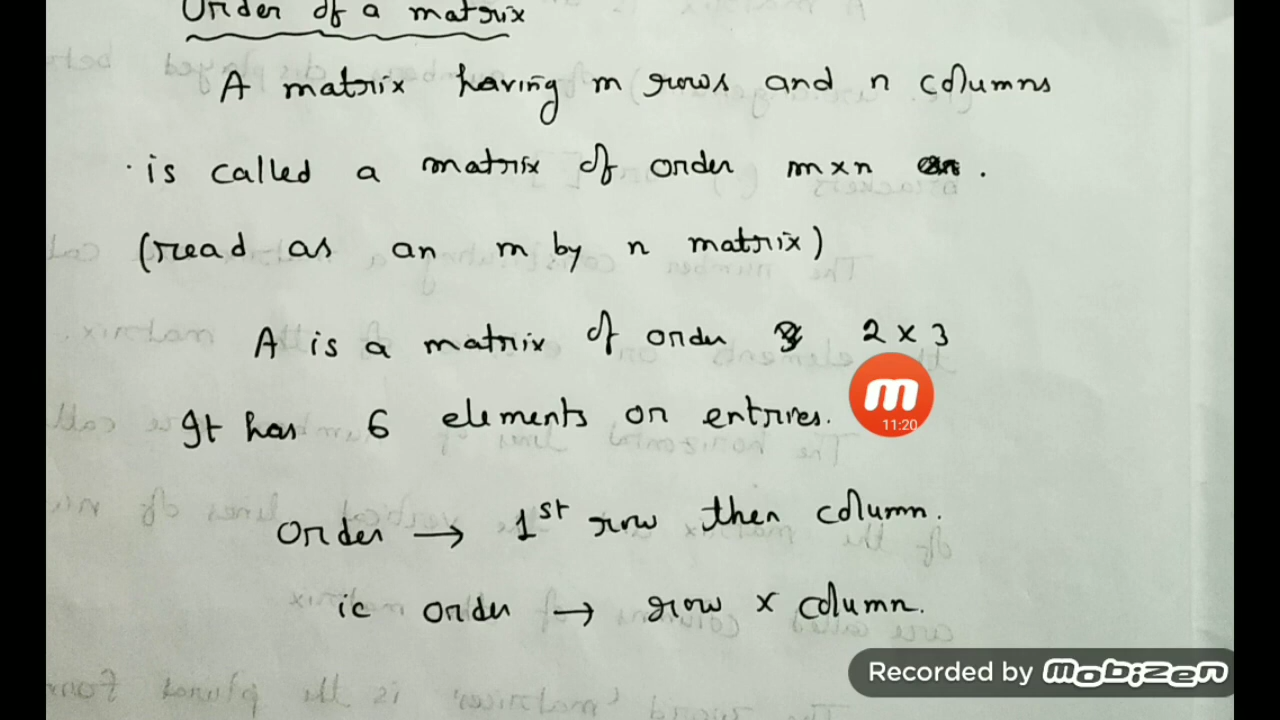 Order of a matrix
A matrix having m rows and n columns
is called a matrix of order m×n .
(read as an m by n matrix)
A is a matrix of order 2 × 3
It has 6 elements or entries.
m
11:20
Order → 1st row then column.
ie order → row × column.
Recorded by mobizen